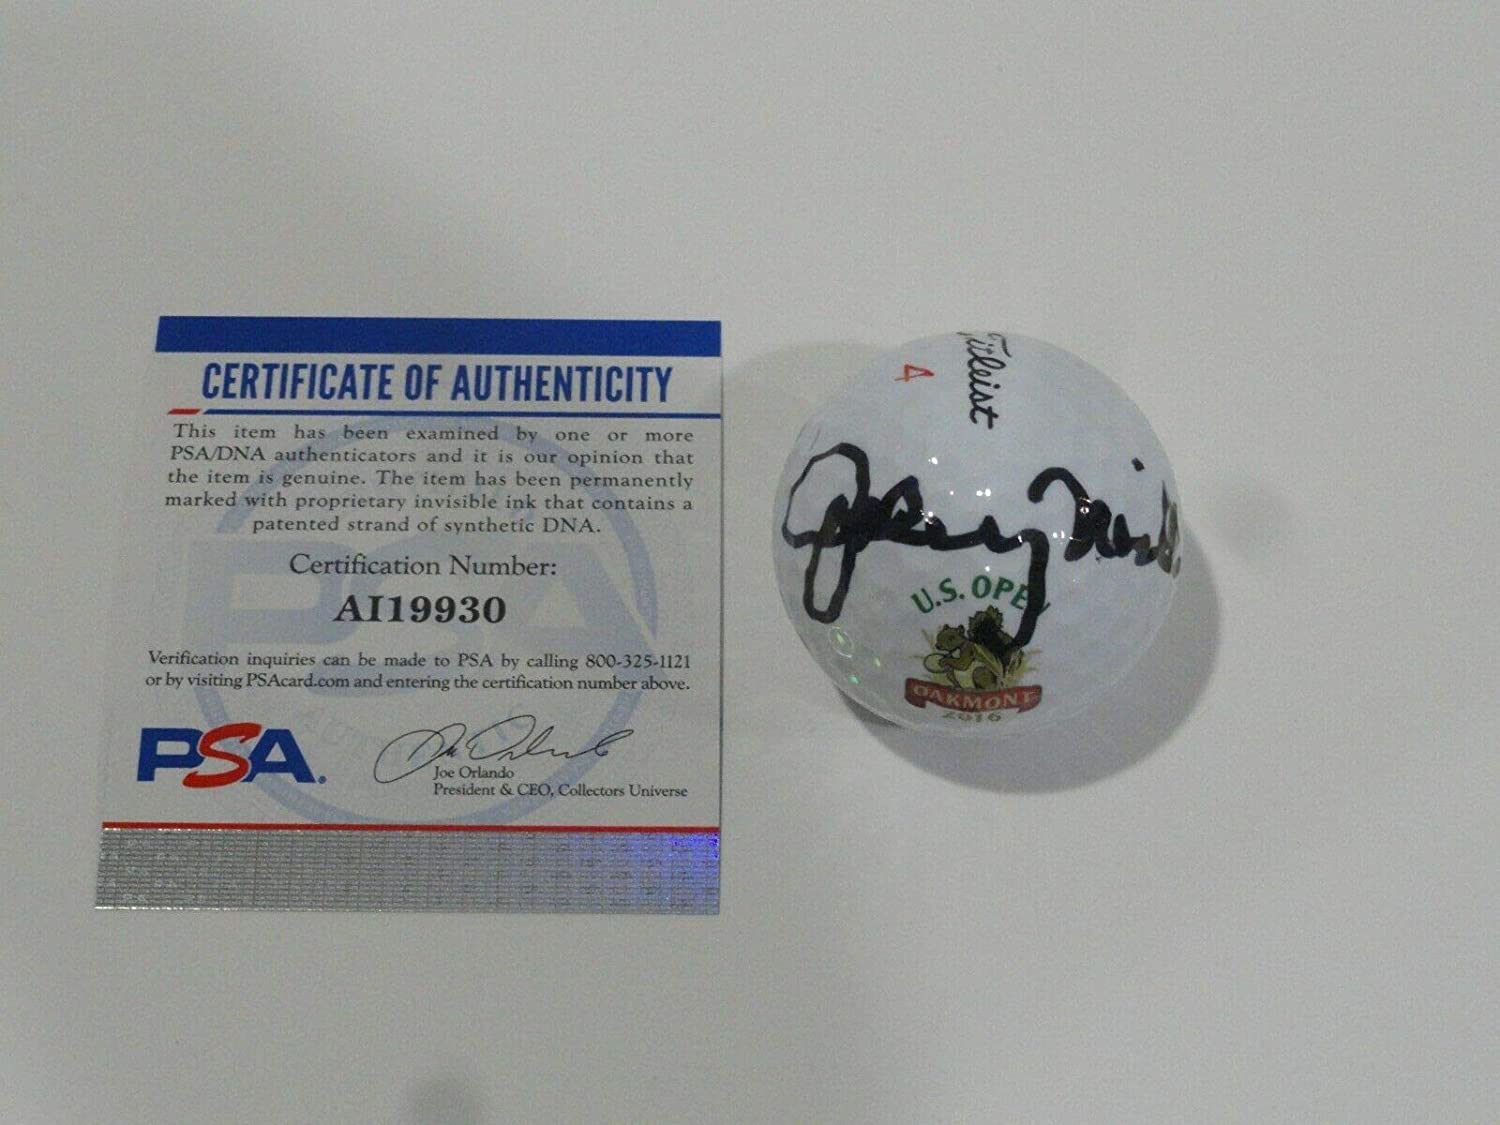 CERTIFICATE OF AUTHENTICITY
This item has been examined by one or more
PSA/DNA authenticators and it is our opinion that
the item is genuine. The item has been permanently
marked with proprietary invisible ink that contains a
patented strand of synthetic DNA.
Certification Number:
AI19930
Verification inquiries can be made to PSA by calling 800-325-1121
or by visiting PSAcard.com and entering the certification number above.
PSA
Joe Orlando
President & CEO, Collectors Universe
Titleist
4
Johnny Miller
U.S. OPEN
OAKMONT
2016